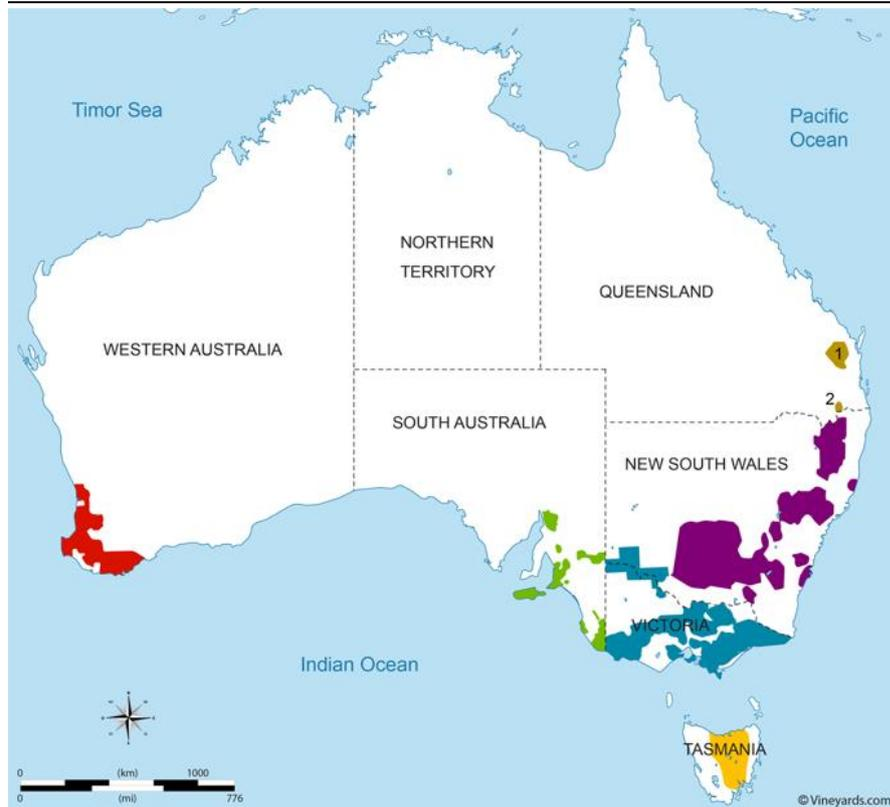 Timor Sea
Pacific
Ocean
NORTHERN
TERRITORY
QUEENSLAND
WESTERN AUSTRALIA
1
2
SOUTH AUSTRALIA
NEW SOUTH WALES
VICTORIA
Indian Ocean
TASMANIA
0 (km) 1000
0 (mi) 776
© Vineyards.com